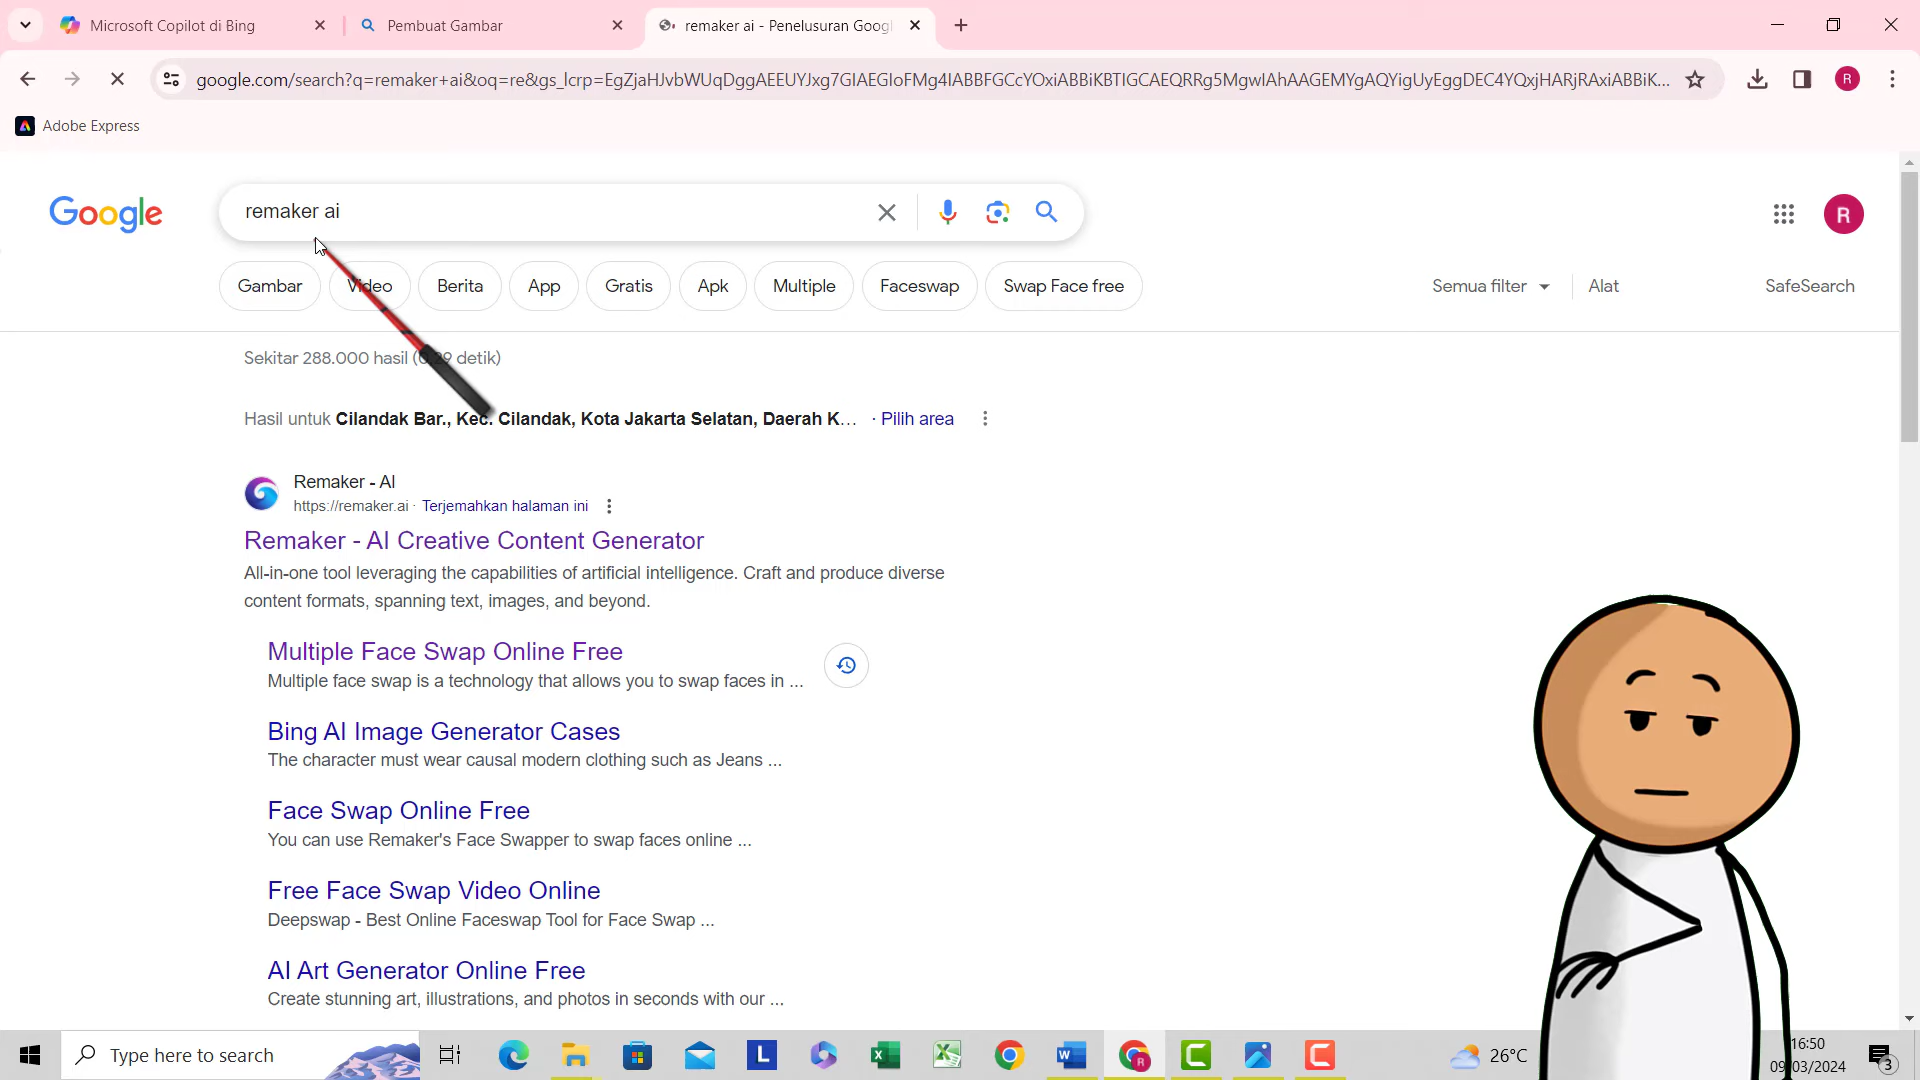 Microsoft Copilot di Bing
Pembuat Gambar
remaker ai - Penelusuran Goog
google.com/search?q=remaker+ai&oq=re&gs_lcrp=EgZjaHJvbWUqDggAEEUYJxg7GIAEGIoFMg4IABBFGCcYOxiABBiKBTIGCAEQRRg5MgwIAhAAGEMYgAQYigUyEggDEC4YQxjHARjRAxiABBiK...
R
Adobe Express
Google
remaker ai
R
Gambar
Video
Berita
App
Gratis
Apk
Multiple
Faceswap
Swap Face free
Semua filter
Alat
SafeSearch
Sekitar 288.000 hasil (0,29 detik)
Hasil untuk Cilandak Bar., Kec. Cilandak, Kota Jakarta Selatan, Daerah K... · Pilih area
Remaker - AI
https://remaker.ai · Terjemahkan halaman ini
Remaker - AI Creative Content Generator
All-in-one tool leveraging the capabilities of artificial intelligence. Craft and produce diverse
content formats, spanning text, images, and beyond.
Multiple Face Swap Online Free
Multiple face swap is a technology that allows you to swap faces in ...
Bing AI Image Generator Cases
The character must wear causal modern clothing such as Jeans ...
Face Swap Online Free
You can use Remaker's Face Swapper to swap faces online ...
Free Face Swap Video Online
Deepswap - Best Online Faceswap Tool for Face Swap ...
AI Art Generator Online Free
Create stunning art, illustrations, and photos in seconds with our ...
Type here to search
26°C
16:50
09/03/2024
3